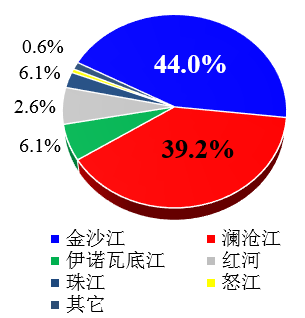 0.6%
44.0%
6.1%
2.6%
39.2%
6.1%
金沙江 澜沧江
伊诺瓦底江 红河
珠江 怒江
其它